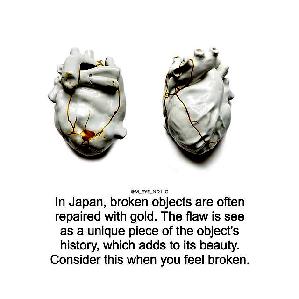 In Japan, broken objects are often
repaired with gold. The flaw is see
as a unique piece of the object's
history, which adds to its beauty.
Consider this when you feel broken.